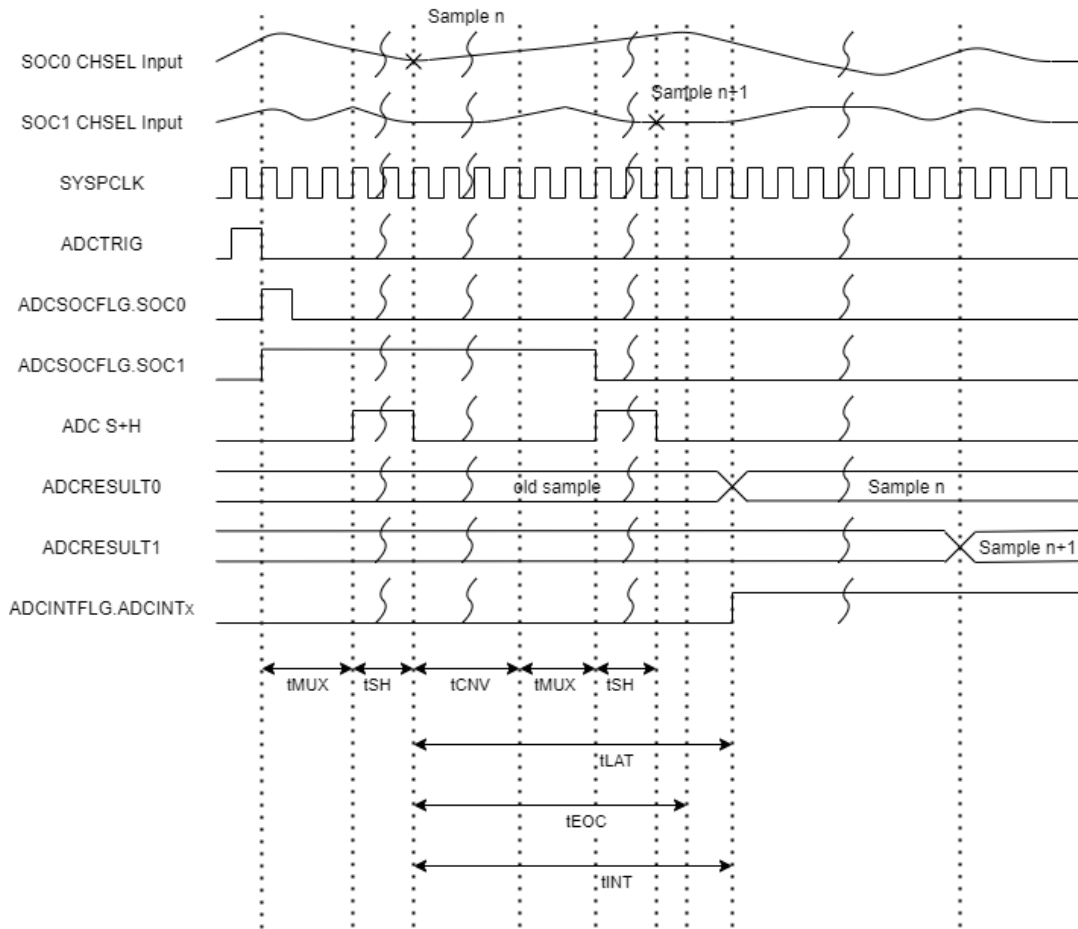 Sample n
SOC0 CHSEL Input
Sample n+1
SOC1 CHSEL Input
SYSPCLK
ADCTRIG
ADCSOCFLG.SOC0
ADCSOCFLG.SOC1
ADC S+H
ADCRESULT0 old sample Sample n
ADCRESULT1 Sample n+1
ADCINTFLG.ADCINTx
tMUX tSH tCNV tMUX tSH
tLAT
tEOC
tINT